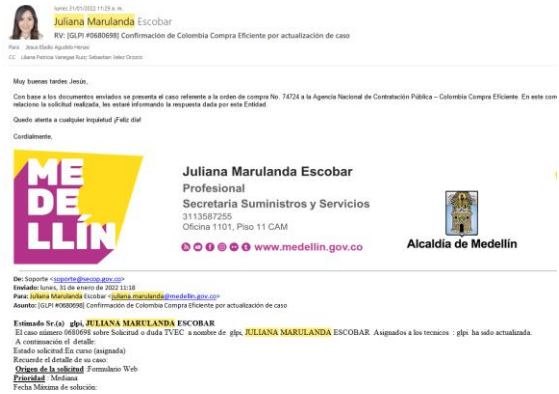 lunes 31/01/2022 11:29 a. m.
Juliana Marulanda Escobar
RV: [GLPI #0680698] Confirmación de Colombia Compra Eficiente por actualización de caso
Para Jesus Eladio Agudelo Henao
CC Liliana Patricia Vanegas Ruiz; Sebastian Velez Orozco
Muy buenas tardes Jesús,
Con base a los documentos enviados se presenta el caso referente a la orden de compra No. 74724 a la Agencia Nacional de Contratación Pública – Colombia Compra Eficiente. En este
relaciono la solicitud realizada, les estaré informando la respuesta dada por esta Entidad.
Quedo atenta a cualquier inquietud ¡Feliz día!
Cordialmente,
ME
DE
LLÍN
Juliana Marulanda Escobar
Profesional
Secretaria Suministros y Servicios
3113587255
Oficina 1101, Piso 11 CAM
www.medellin.gov.co
Alcaldía de Medellín
De: Soporte <soporte@secop.gov.co>
Enviado: lunes, 31 de enero de 2022 11:18
Para: Juliana Marulanda Escobar <juliana.marulanda@medellin.gov.co>
Asunto: [GLPI #0680698] Confirmación de Colombia Compra Eficiente por actualización de caso
Estimado Sr.(a) glpi, JULIANA MARULANDA ESCOBAR
El caso número 0680698 sobre Solicitud o duda TVEC a nombre de glpi, JULIANA MARULANDA ESCOBAR Asignados a los tecnicos : glpi ha sido actualizada.
A continuación el detalle:
Estado solicitud:En curso (asignada)
Recuerde el detalle de su caso:
Origen de la solicitud :Formulario Web
Prioridad : Mediana
Fecha Máxima de solución: